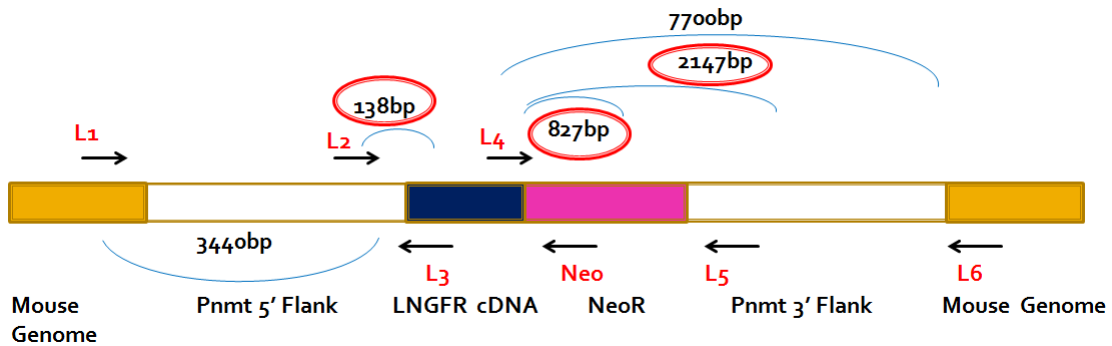 7700bp
2147bp
138bp
827bp
L1
L2
L4
3440bp
L3
Neo
L5
L6
Mouse Genome
Pnmt 5’ Flank
LNGFR cDNA
NeoR
Pnmt 3’ Flank
Mouse Genome